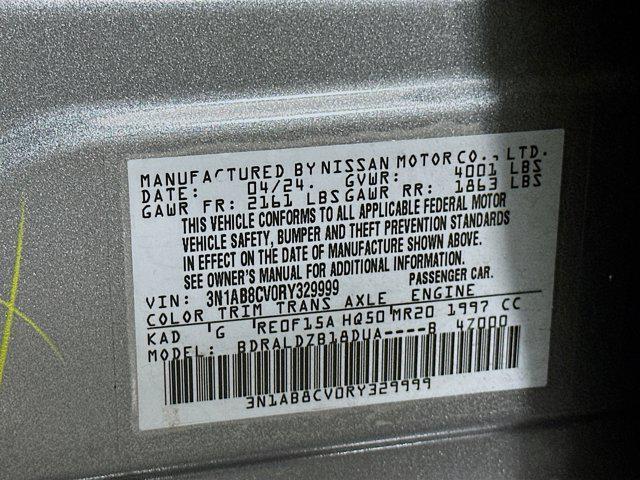 MANUFACTURED BY NISSAN MOTOR CO., LTD.
DATE: 04/24. GVWR: 4001 LBS
GAWR FR: 2161 LBS GAWR RR: 1863 LBS
THIS VEHICLE CONFORMS TO ALL APPLICABLE FEDERAL MOTOR
VEHICLE SAFETY, BUMPER AND THEFT PREVENTION STANDARDS
IN EFFECT ON THE DATE OF MANUFACTURE SHOWN ABOVE.
SEE OWNER'S MANUAL FOR ADDITIONAL INFORMATION.
VIN: 3N1AB8CV0RY329999 PASSENGER CAR.
COLOR TRIM TRANS AXLE ENGINE
KAD G RE0F15A HQ50 MR20 1997 CC
MODEL: BDRALDZB18DUA----B 4Z000
3N1AB8CV0RY329999